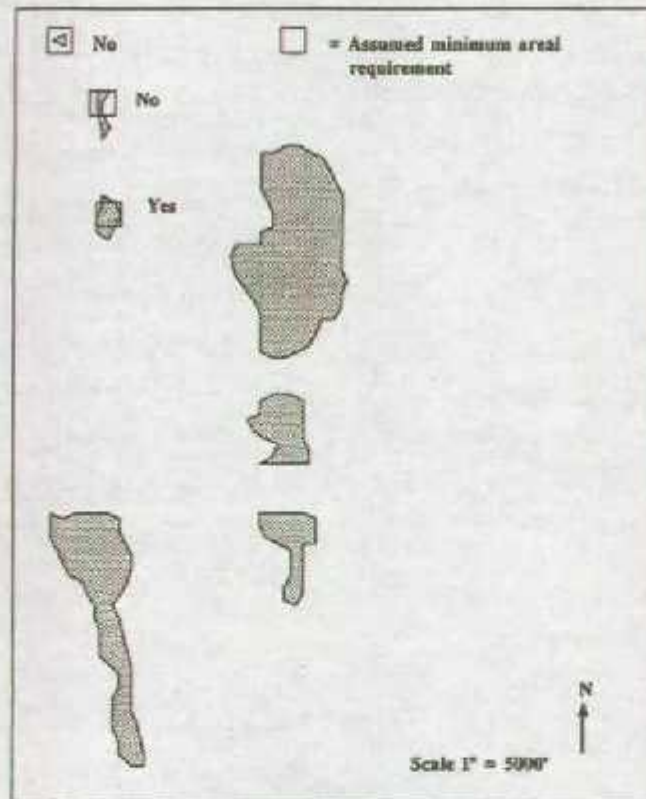 No
= Assumed minimum areal
requirement
No
Yes
N
Scale 1" = 5000'